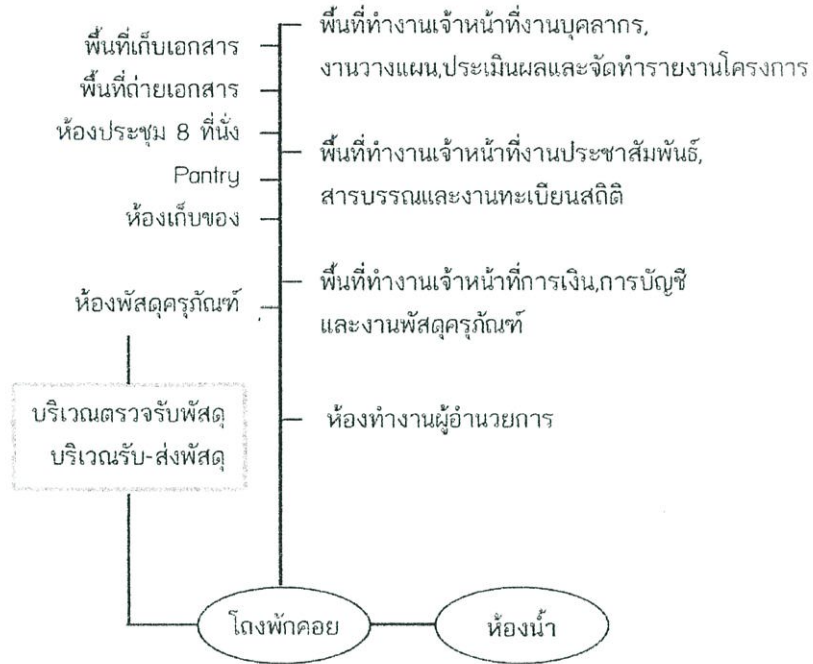 พื้นที่เก็บเอกสาร
พื้นที่ถ่ายเอกสาร
ห้องประชุม 8 ที่นั่ง
Pantry
ห้องเก็บของ
ห้องพัสดุครุภัณฑ์
บริเวณตรวจรับพัสดุ
บริเวณรับ-ส่งพัสดุ
พื้นที่ทำงานเจ้าหน้าที่งานบุคลากร,
งานวางแผน,ประเมินผลและจัดทำรายงานโครงการ
พื้นที่ทำงานเจ้าหน้าที่งานประชาสัมพันธ์,
สารบรรณและงานทะเบียนสถิติ
พื้นที่ทำงานเจ้าหน้าที่การเงิน,การบัญชี
และงานพัสดุครุภัณฑ์
ห้องทำงานผู้อำนวยการ
โถงพักคอย
ห้องน้ำ